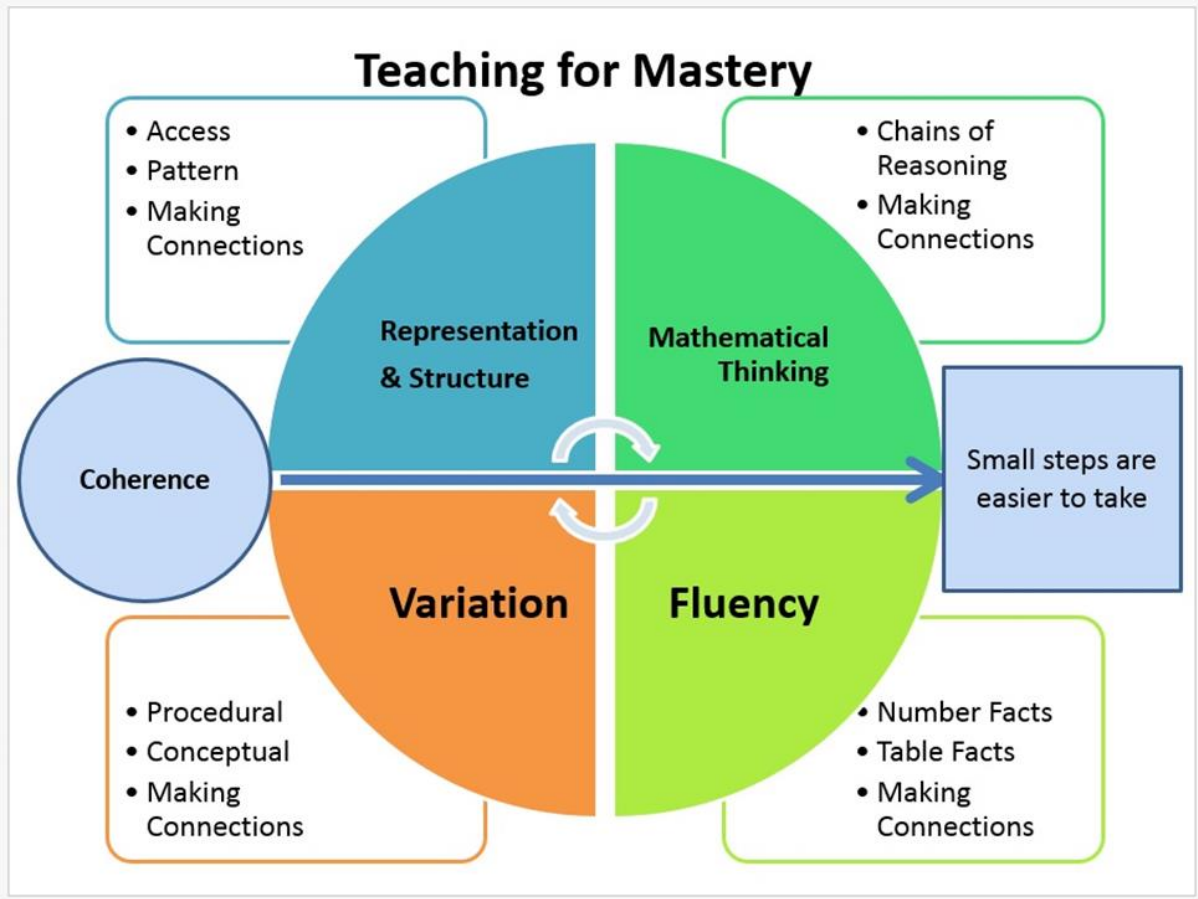 Teaching for Mastery
• Access
• Pattern
• Making
Connections
• Chains of
Reasoning
• Making
Connections
Representation
& Structure
Mathematical
Thinking
Coherence
Small steps are
easier to take
Variation
Fluency
• Procedural
• Conceptual
• Making
Connections
• Number Facts
• Table Facts
• Making
Connections